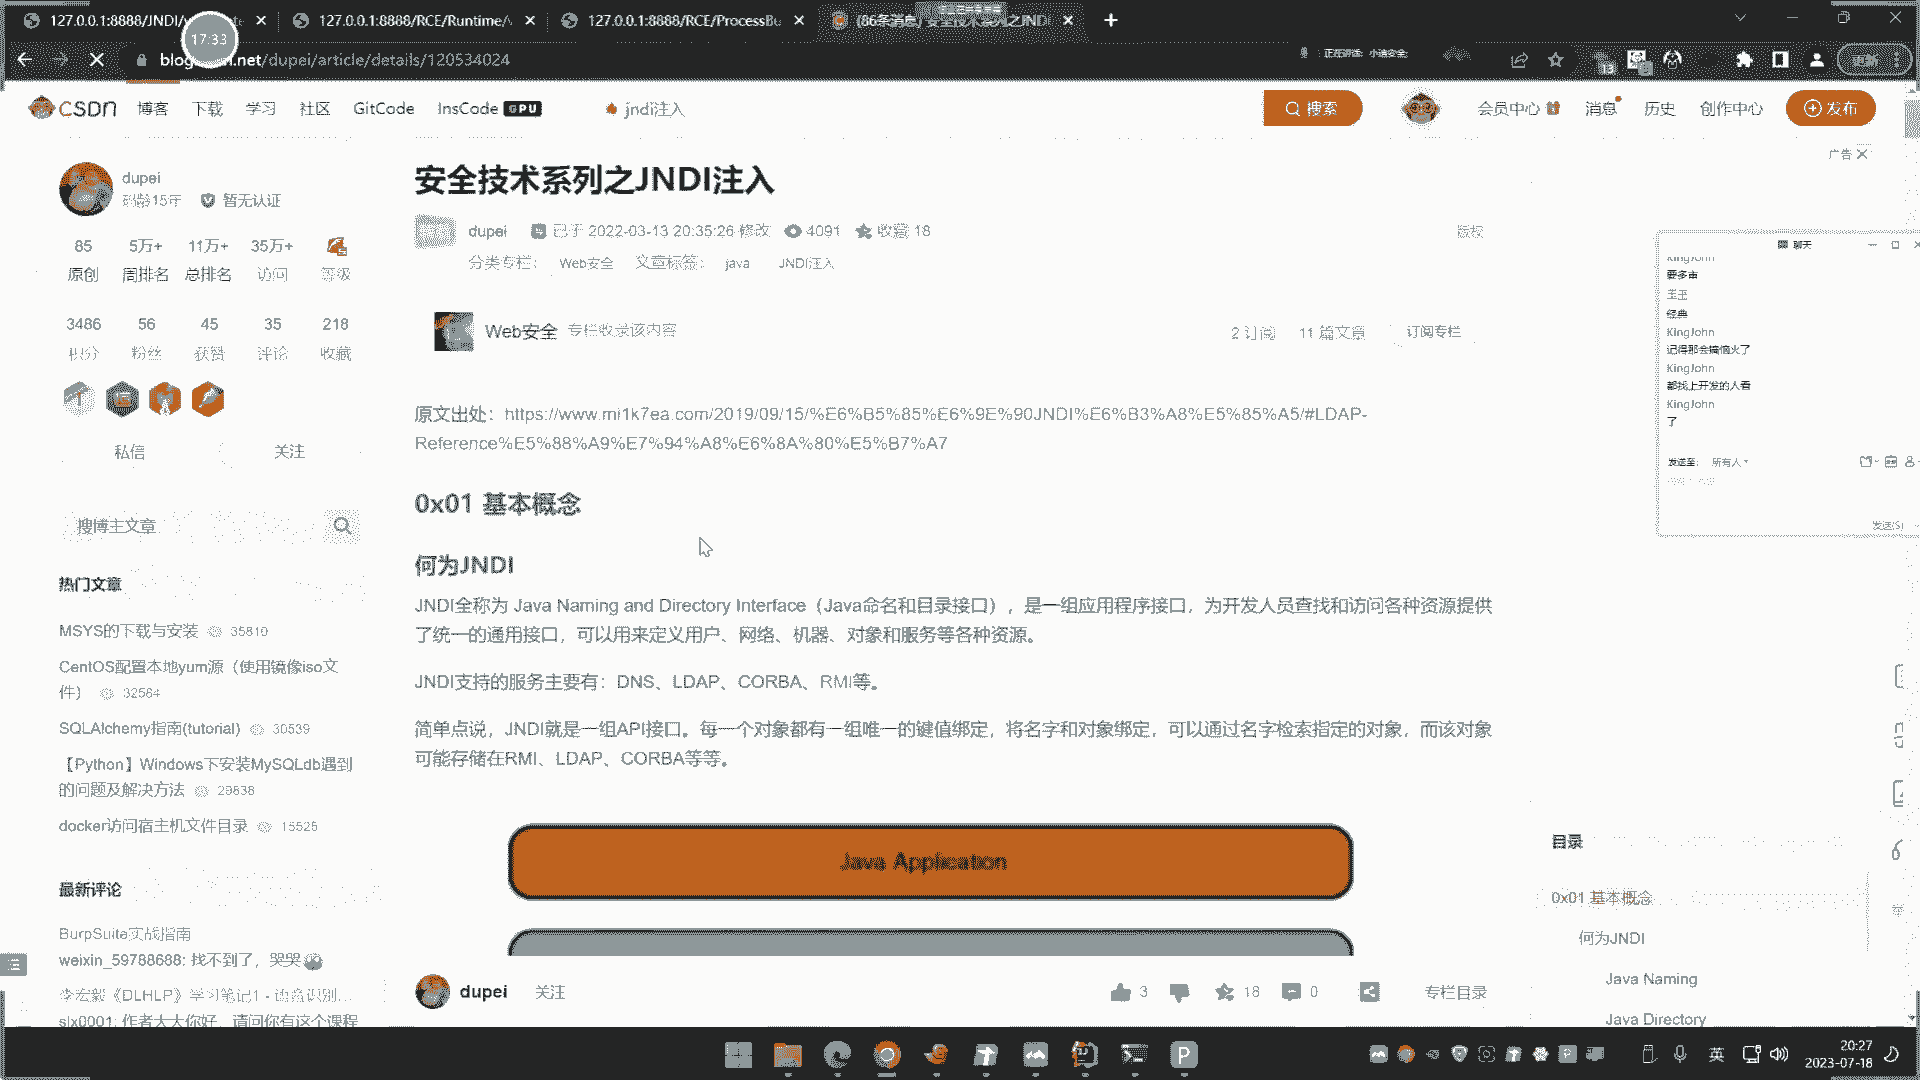 127.0.0.1:8888/JNDI/
127.0.0.1:8888/RCE/Runtime/
127.0.0.1:8888/RCE/ProcessBu
(86条消息) 安全技术系列之JNDI
17:33
正在讲话: 小迪安全;
.net/dupei/article/details/120534024
13
更新
CSDN 博客 下载 学习 社区 GitCode InsCode GPU jndi注入 搜索 会员中心 消息 历史 创作中心 发布
广告
dupei
码龄15年 暂无认证
85 5万+ 11万+ 35万+
原创 周排名 总排名 访问 等级
3486 56 45 35 218
积分 粉丝 获赞 评论 收藏
私信 关注
搜博主文章
热门文章
MSYS的下载与安装 35810
CentOS配置本地yum源（使用镜像iso文
件） 32584
SQLAlchemy指南(tutorial) 30539
【Python】Windows下安装MySQLdb遇到
的问题及解决方法 29838
docker访问宿主机文件目录 15525
最新评论
BurpSuite实战指南
weixin_59788688: 找不到了，哭哭
李宏毅《DLHLP》学习笔记1 - 语音识别...
slx0001: 作者大大你好，请问你有这个课程
安全技术系列之JNDI注入
dupei 已于 2022-03-13 20:35:26 修改 4091 收藏 18
版权
分类专栏： Web安全 文章标签： java JNDI注入
Web安全 专栏收录该内容
2 订阅 11 篇文章 订阅专栏
原文出处：https://www.mi1k7ea.com/2019/09/15/%E6%B5%85%E6%9E%90JNDI%E6%B3%A8%E5%85%A5/#LDAP-
Reference%E5%88%A9%E7%94%A8%E6%8A%80%E5%B7%A7
0x01 基本概念
何为JNDI
JNDI全称为 Java Naming and Directory Interface（Java命名和目录接口），是一组应用程序接口，为开发人员查找和访问各种资源提供
了统一的通用接口，可以用来定义用户、网络、机器、对象和服务等各种资源。
JNDI支持的服务主要有：DNS、LDAP、CORBA、RMI等。
简单点说，JNDI就是一组API接口。每一个对象都有一组唯一的键值绑定，将名字和对象绑定，可以通过名字检索指定的对象，而该对象
可能存储在RMI、LDAP、CORBA等等。
Java Application
dupei 关注
3 18 0 专栏目录
聊天
KingJohn
要多审
王平
经典
KingJohn
记得那会搞恼火了
KingJohn
都找上开发的人看
KingJohn
了
发送至: 所有人
发送(S)
目录
0x01 基本概念
何为JNDI
Java Naming
Java Directory
英
20:27
2023-07-18